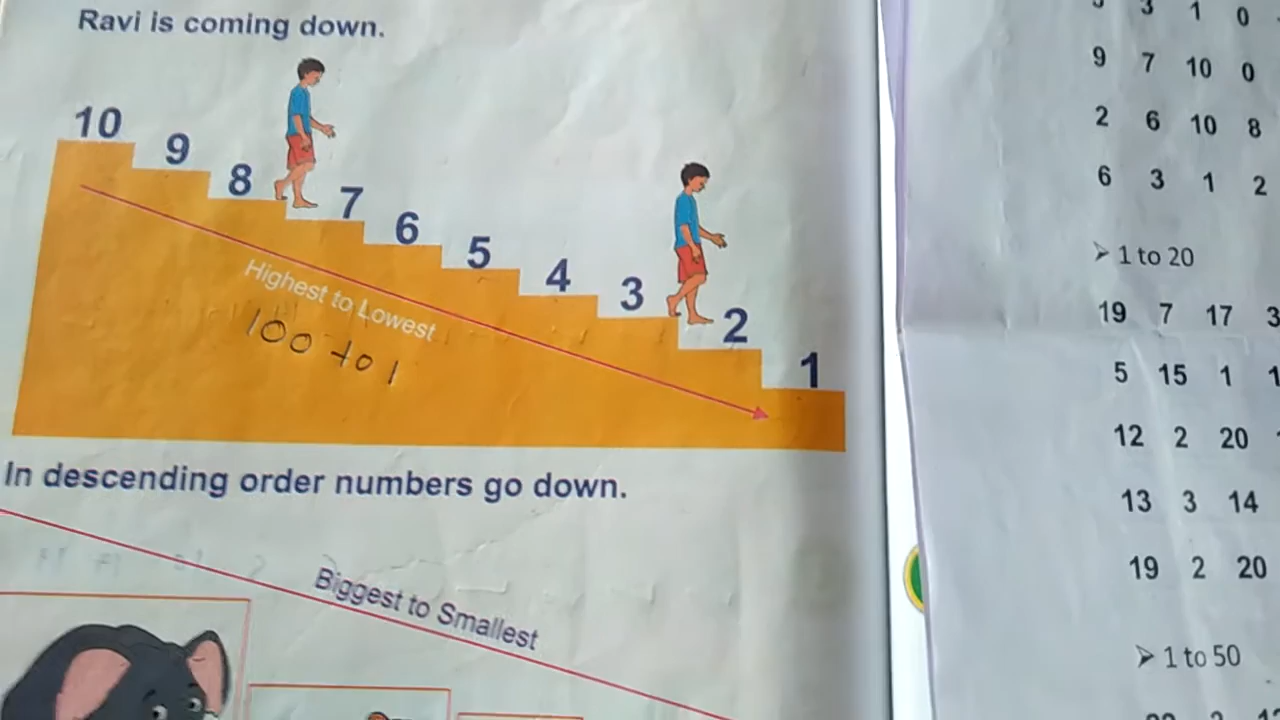 Ravi is coming down.
10
9
8
7
6
5
4
3
2
1
Highest to Lowest
100 to 1
In descending order numbers go down.
Biggest to Smallest
3 1 0
9 7 10 0
2 6 10 8
6 3 1 2
➢ 1 to 20
19 7 17 3
5 15 1 1
12 2 20
13 3 14
19 2 20
➢ 1 to 50